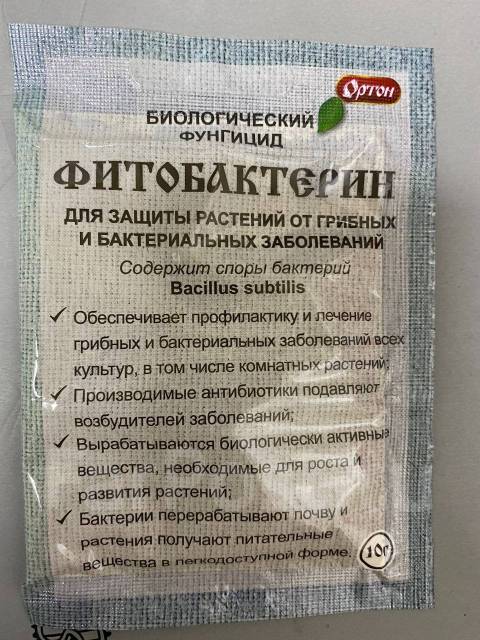 Ортон
БИОЛОГИЧЕСКИЙ
ФУНГИЦИД
ФИТОБАКТЕРИН
ДЛЯ ЗАЩИТЫ РАСТЕНИЙ ОТ ГРИБНЫХ
И БАКТЕРИАЛЬНЫХ ЗАБОЛЕВАНИЙ
Содержит споры бактерий
Bacillus subtilis
✓ Обеспечивает профилактику и лечение
грибных и бактериальных заболеваний всех
культур, в том числе комнатных растений;
✓ Производимые антибиотики подавляют
возбудителей заболеваний;
✓ Вырабатываются биологически активные
вещества, необходимые для роста и
развития растений;
✓ Бактерии перерабатывают почву и
растения получают питательные
вещества в легкодоступной форме.
10г